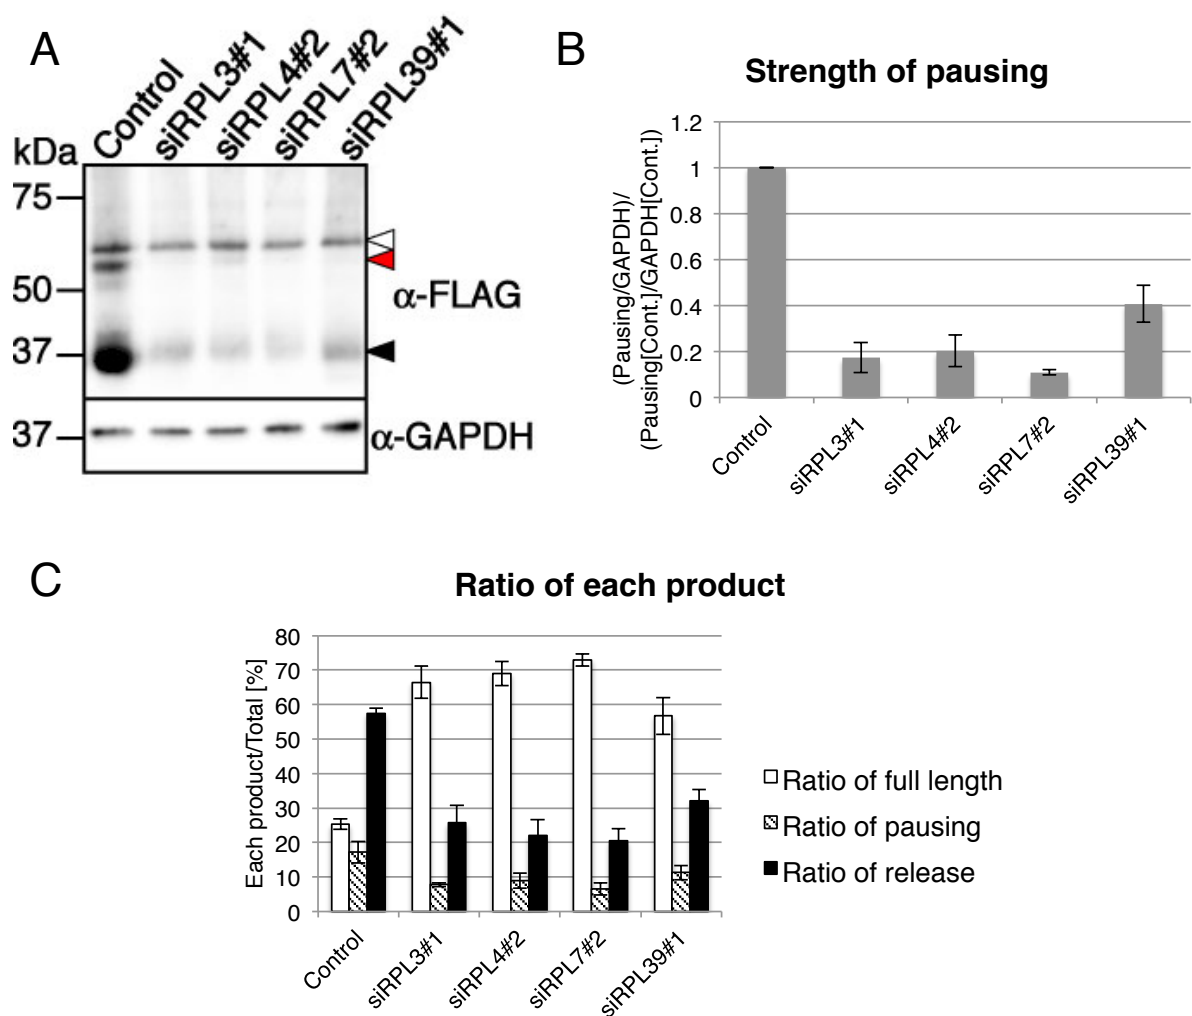 A
Control
siRPL3#1
siRPL4#2
siRPL7#2
siRPL39#1
kDa
75
50
37
α-FLAG
37
α-GAPDH
B
Strength of pausing
(Pausing/GAPDH)/
(Pausing[Cont.]/GAPDH[Cont.])
1.2
1
0.8
0.6
0.4
0.2
0
Control
siRPL3#1
siRPL4#2
siRPL7#2
siRPL39#1
C
Ratio of each product
Each product/Total [%]
80
70
60
50
40
30
20
10
0
Control
siRPL3#1
siRPL4#2
siRPL7#2
siRPL39#1
Ratio of full length
Ratio of pausing
Ratio of release